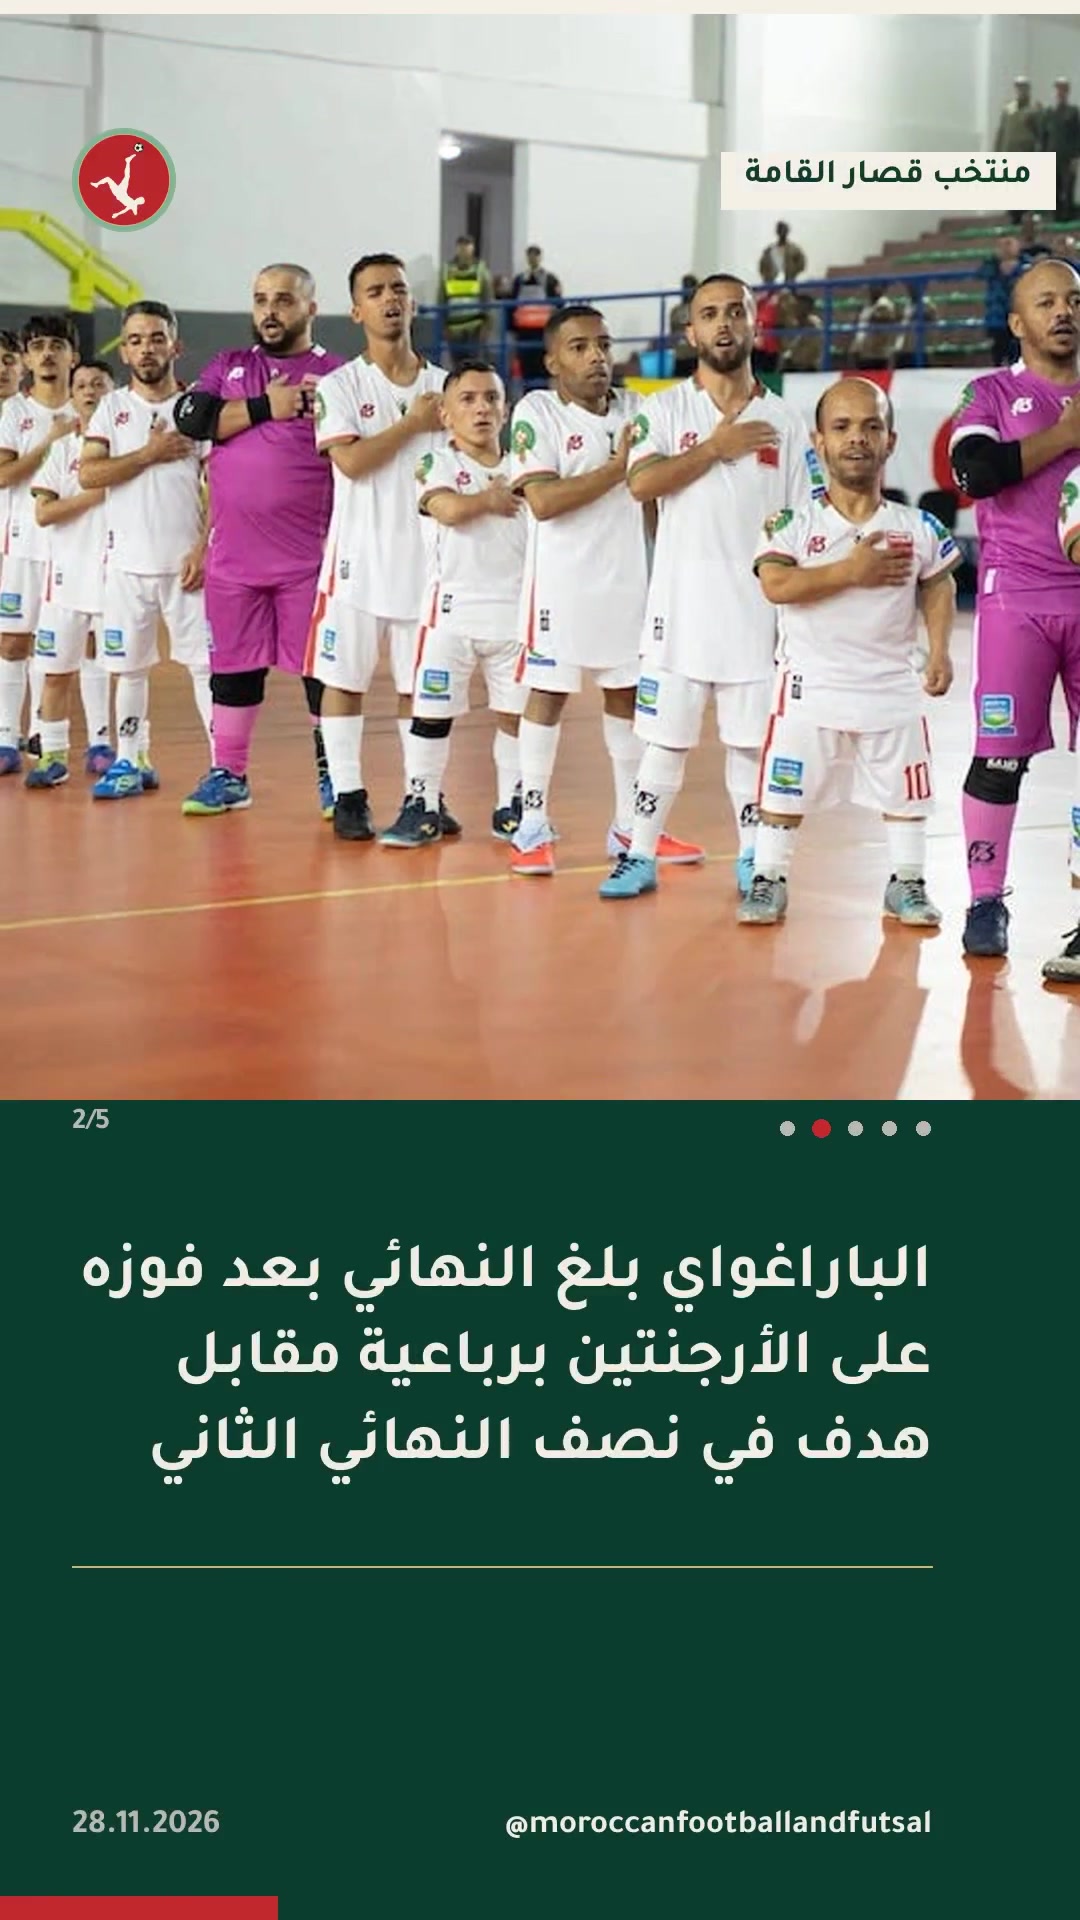 منتخب قصار القامة
10
2/5
الباراغواي بلغ النهائي بعد فوزه
على الأرجنتين برباعية مقابل
هدف في نصف النهائي الثاني
28.11.2026
@moroccanfootballandfutsal